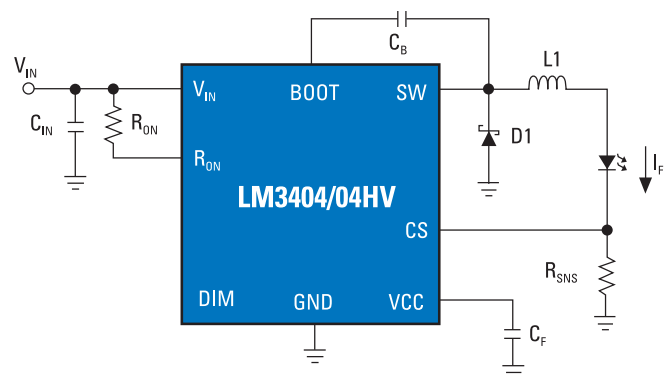 C_B
V_IN
L1
V_IN
BOOT
SW
C_IN
R_ON
D1
R_ON
I_F
LM3404/04HV
CS
R_SNS
DIM
GND
VCC
C_F